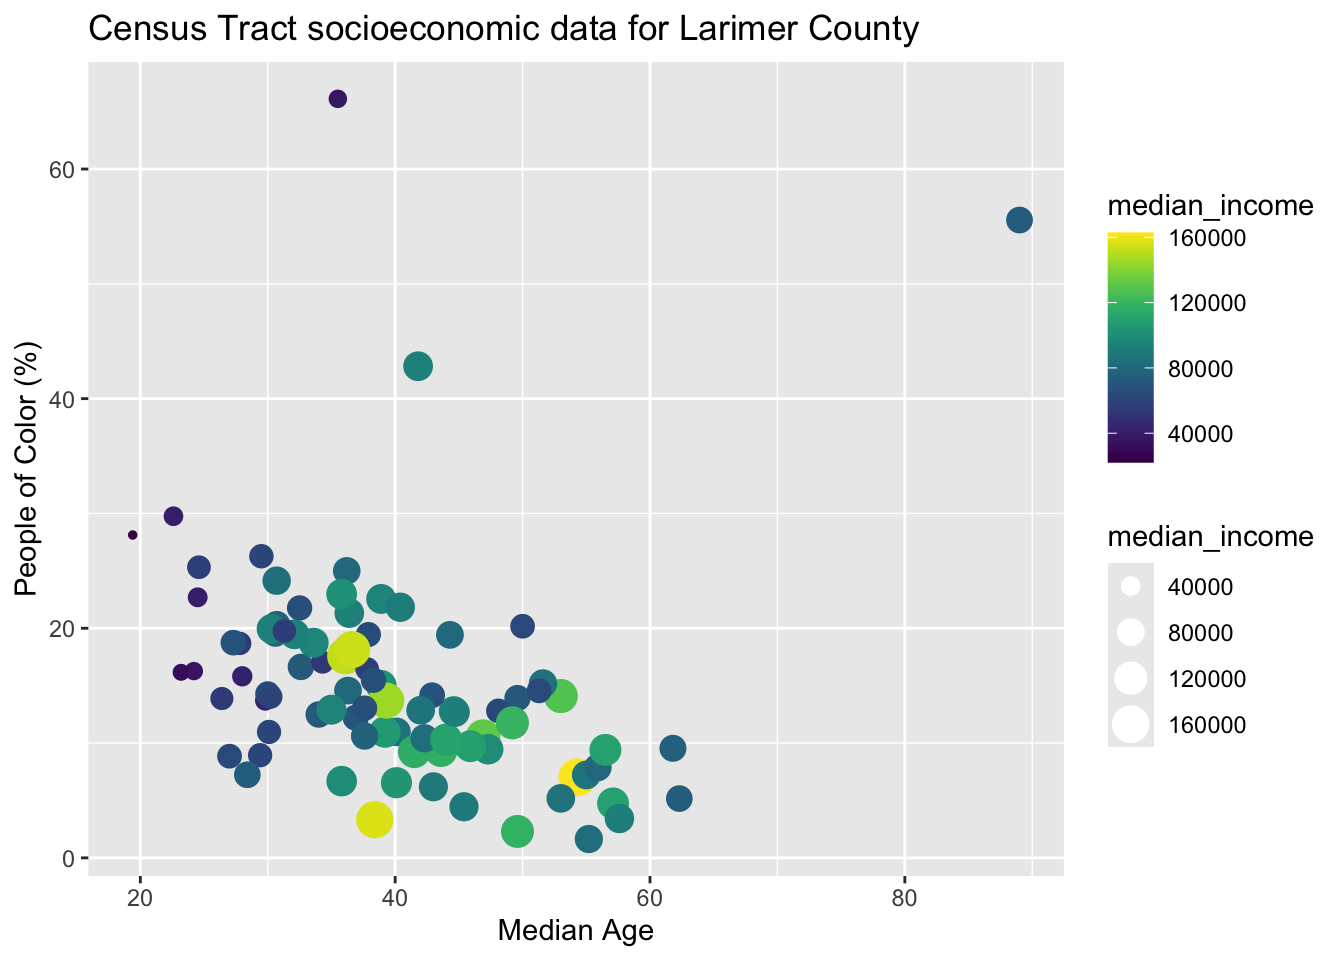 Census Tract socioeconomic data for Larimer County
People of Color (%)
60
40
20
0
20 40 60 80
Median Age
median_income
160000
120000
80000
40000
median_income
40000
80000
120000
160000